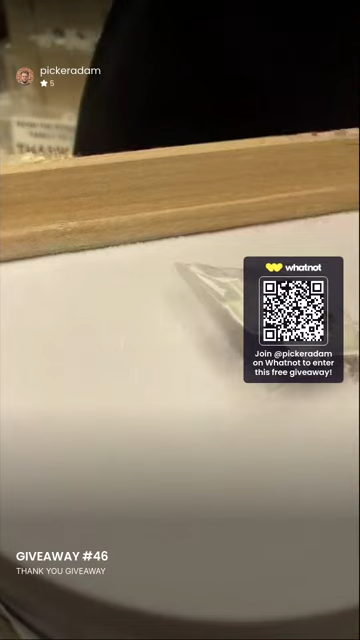 pickeradam
5
whatnot
Join @pickeradam
on Whatnot to enter
this free giveaway!
GIVEAWAY #46
THANK YOU GIVEAWAY